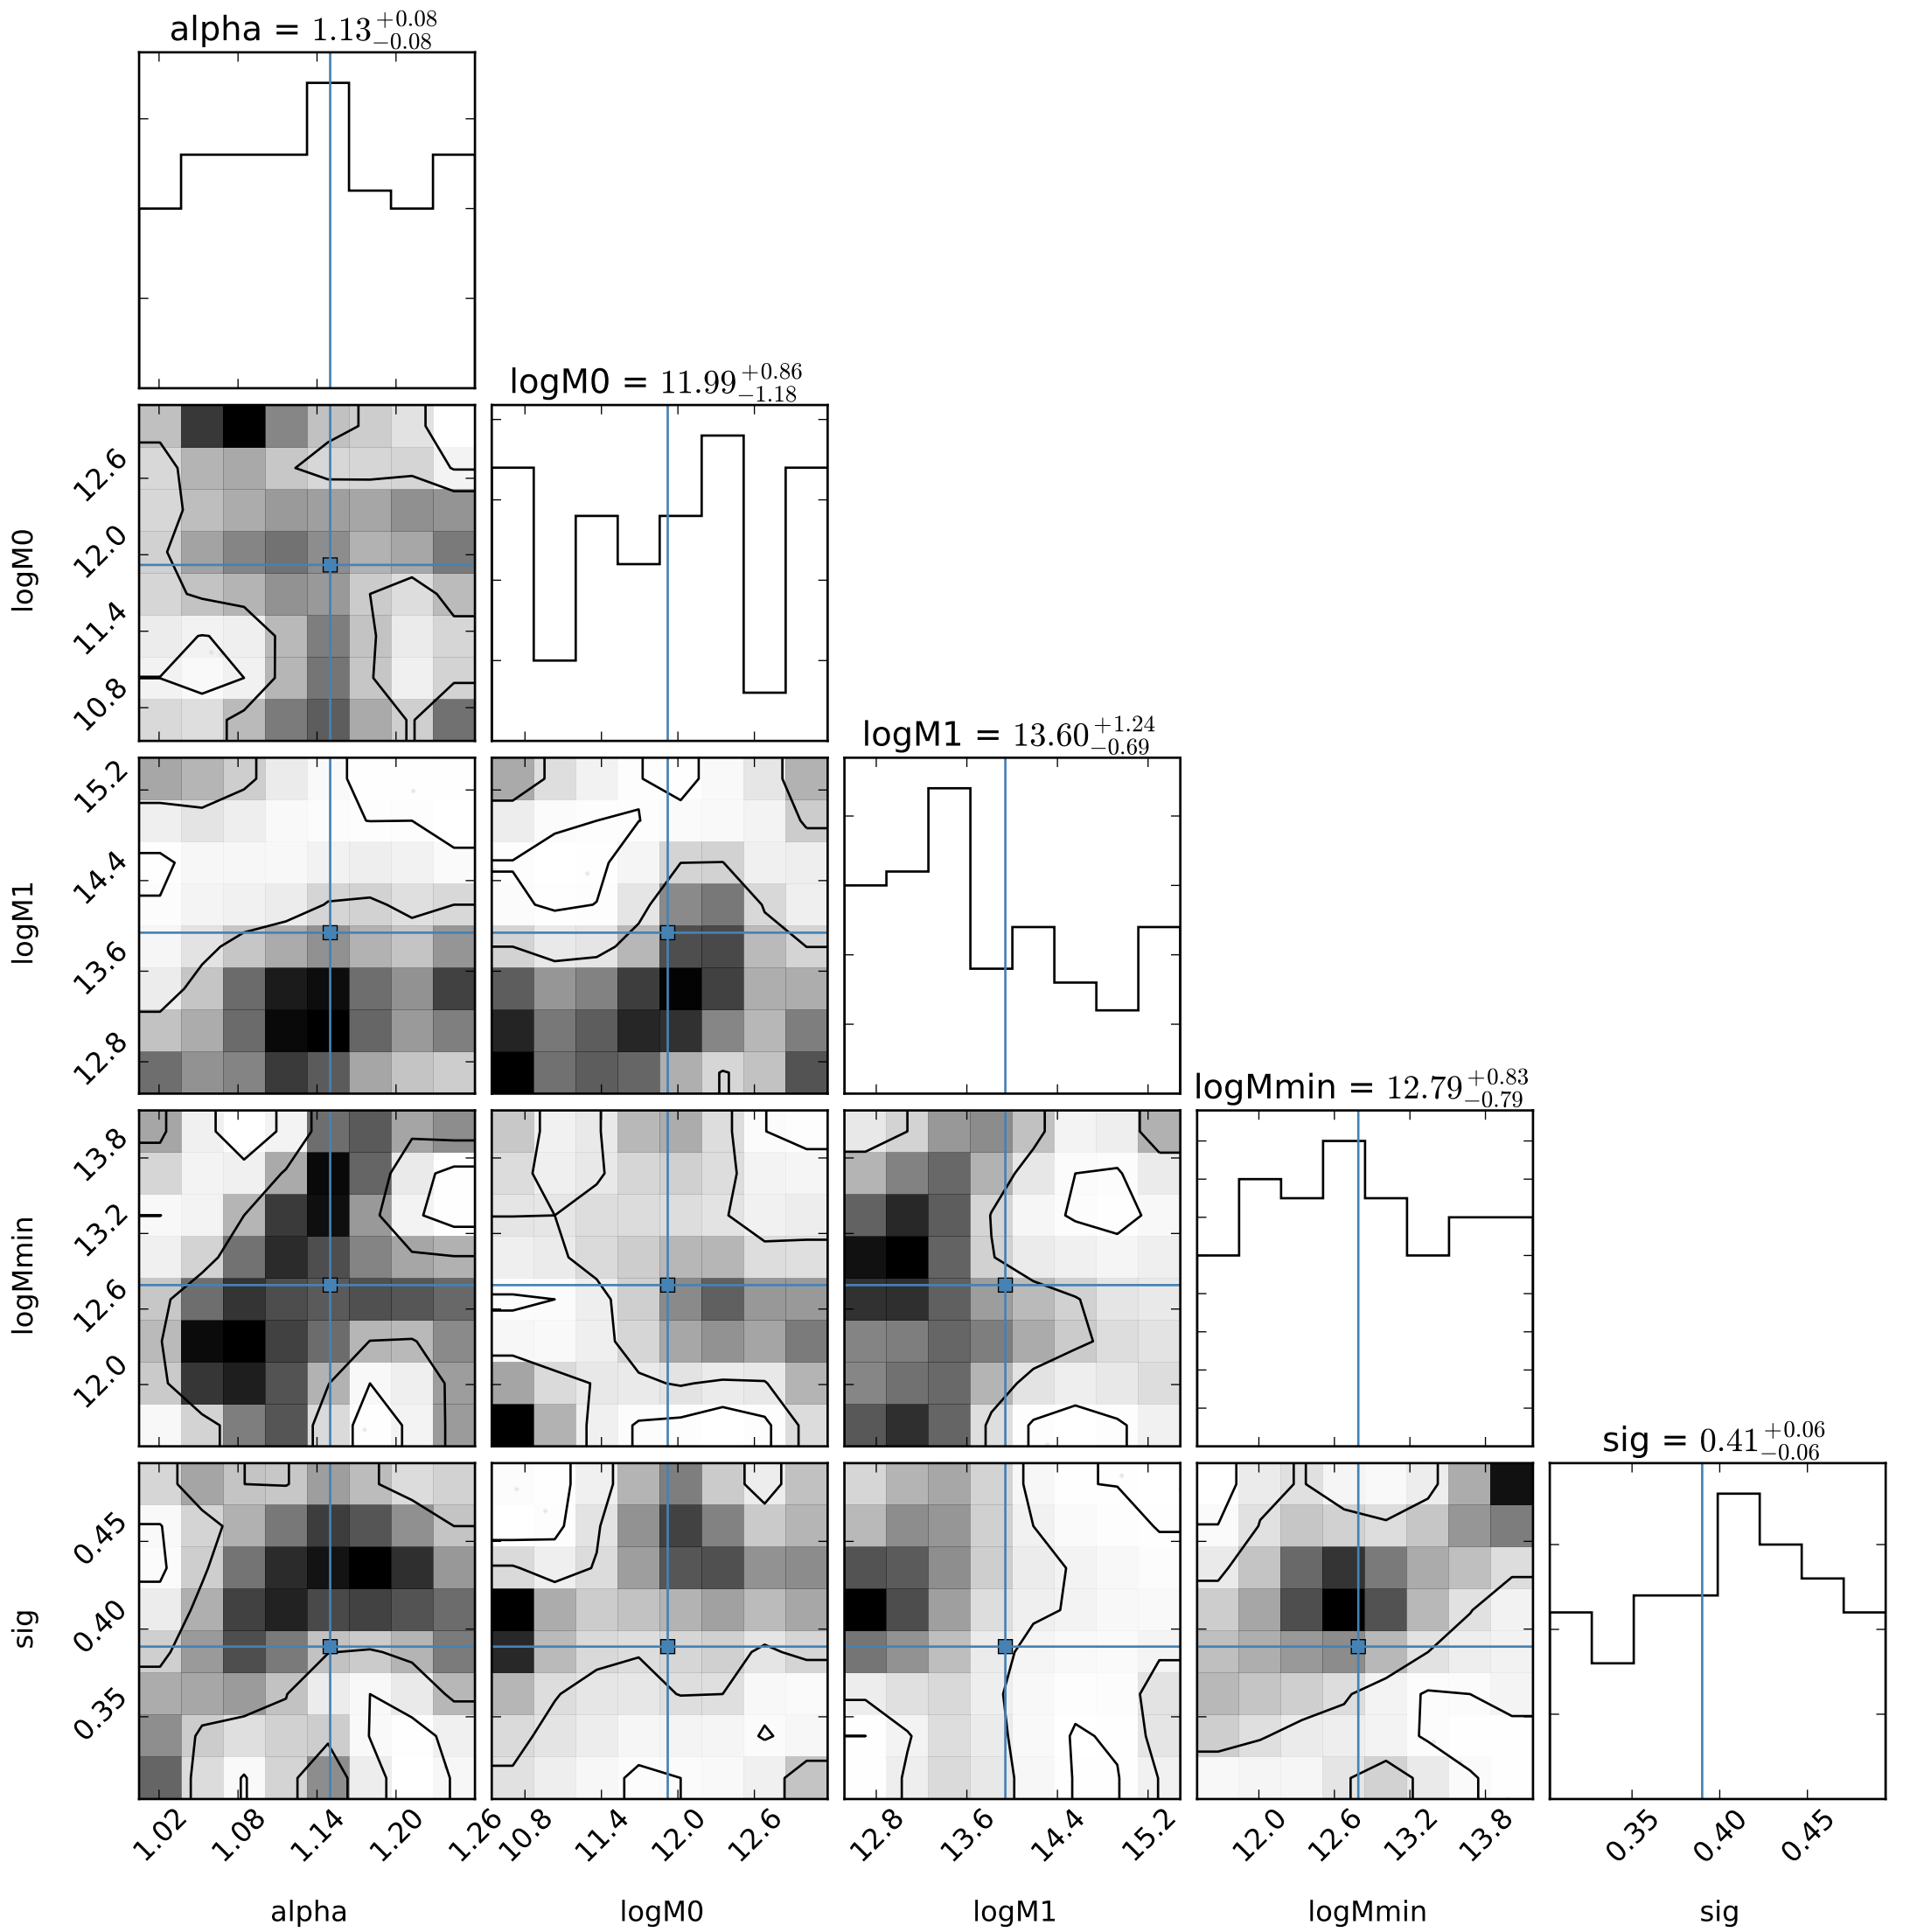 alpha = 1.13 +0.08 −0.08
logM0 = 11.99 +0.86 −1.18
logM1 = 13.60 +1.24 −0.69
logMmin = 12.79 +0.83 −0.79
sig = 0.41 +0.06 −0.06
logM0
12.6
12.0
11.4
10.8
logM1
15.2
14.4
13.6
12.8
logMmin
13.8
13.2
12.6
12.0
sig
0.45
0.40
0.35
1.02 1.08 1.14 1.20 1.26 10.8 11.4 12.0 12.6 12.8 13.6 14.4 15.2 12.0 12.6 13.2 13.8 0.35 0.40 0.45
alpha logM0 logM1 logMmin sig